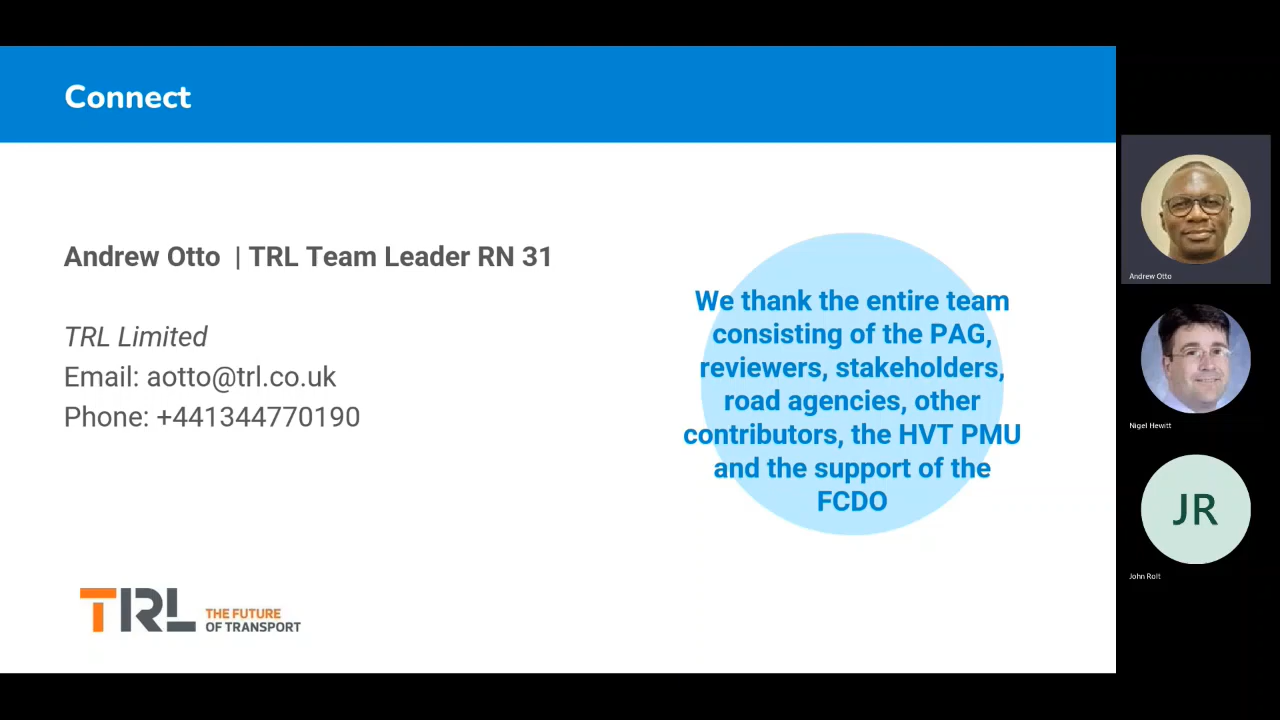 Connect
Andrew Otto | TRL Team Leader RN 31
TRL Limited
Email: aotto@trl.co.uk
Phone: +441344770190
We thank the entire team
consisting of the PAG,
reviewers, stakeholders,
road agencies, other
contributors, the HVT PMU
and the support of the
FCDO
TRL THE FUTURE
OF TRANSPORT
Andrew Otto
Nigel Hewitt
JR
John Rolt